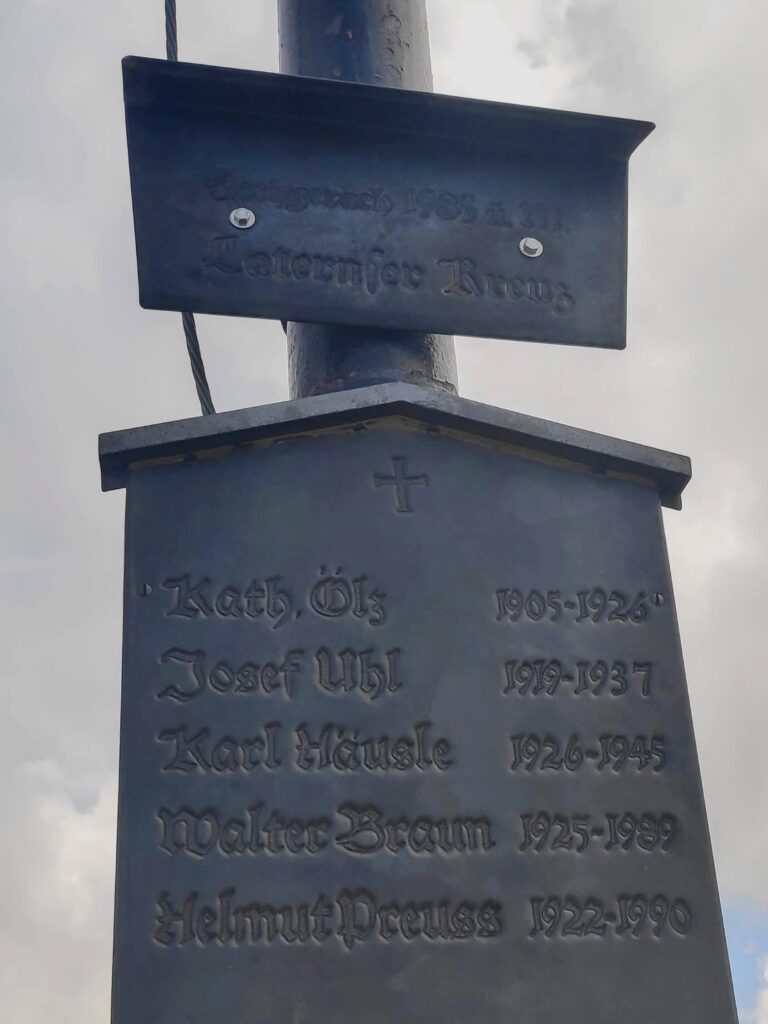 Hochgerach 1985 ü. M.
Laternser Kreuz
Kath. Ölz 1905-1926
Josef Uhl 1919-1937
Karl Häusle 1926-1945
Walter Braun 1925-1989
Helmut Preuss 1922-1990